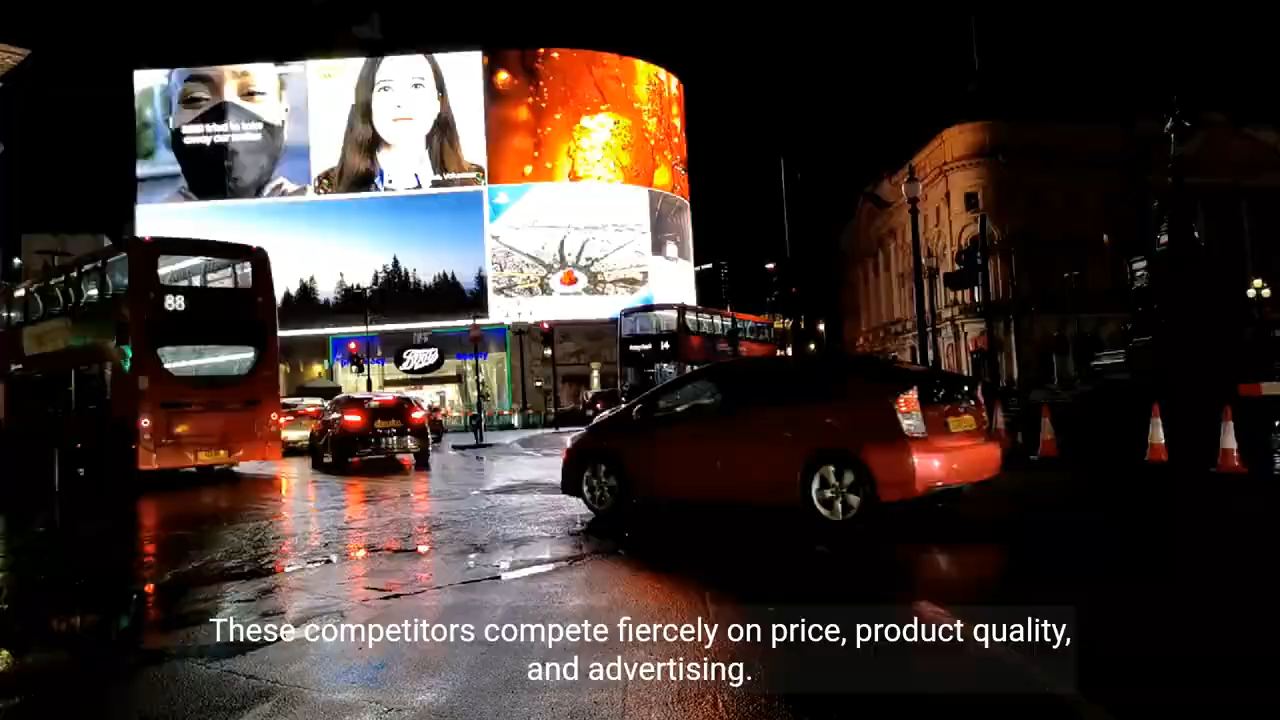 88
Boots
14
These competitors compete fiercely on price, product quality,
and advertising.